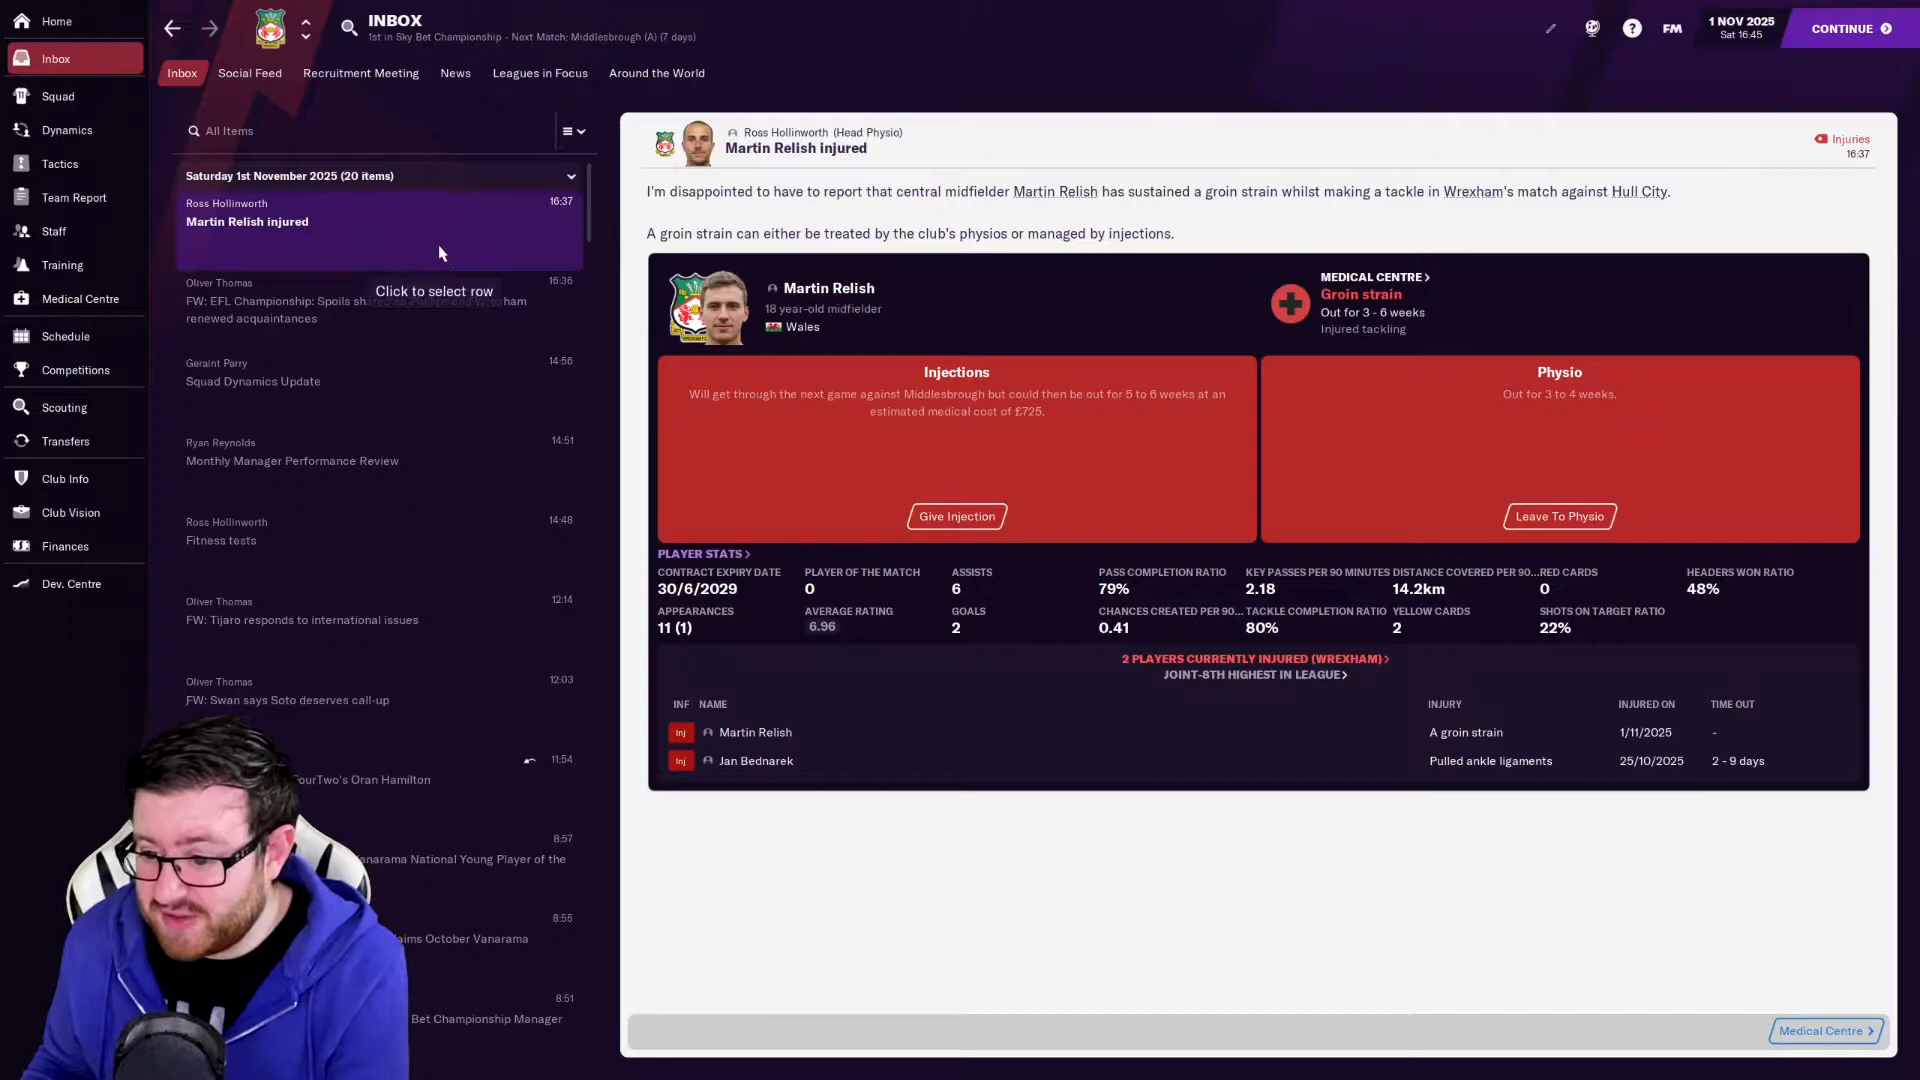 Home
Inbox
Squad
Dynamics
Tactics
Team Report
Staff
Training
Medical Centre
Schedule
Competitions
Scouting
Transfers
Club Info
Club Vision
Finances
Dev. Centre
INBOX
1st in Sky Bet Championship - Next Match: Middlesbrough (A) (7 days)
FM
1 NOV 2025
Sat 16:45
CONTINUE
Inbox
Social Feed
Recruitment Meeting
News
Leagues in Focus
Around the World
All Items
Saturday 1st November 2025 (20 items)
Ross Hollinworth
16:37
Martin Relish injured
Click to select row
Oliver Thomas
16:36
FW: EFL Championship: Spoils
renewed acquaintances
Geraint Parry
14:56
Squad Dynamics Update
Ryan Reynolds
14:51
Monthly Manager Performance Review
Ross Hollinworth
14:48
Fitness tests
Oliver Thomas
12:14
FW: Tijaro responds to international issues
Oliver Thomas
12:03
FW: Swan says Soto deserves call-up
11:54
FourTwo's Oran Hamilton
8:57
Vanarama National Young Player of the
8:55
claims October Vanarama
8:51
Bet Championship Manager
Ross Hollinworth (Head Physio)
Martin Relish injured
Injuries
16:37
I'm disappointed to have to report that central midfielder Martin Relish has sustained a groin strain whilst making a tackle in Wrexham's match against Hull City.
A groin strain can either be treated by the club's physios or managed by injections.
Martin Relish
18 year-old midfielder
Wales
MEDICAL CENTRE
Groin strain
Out for 3 - 6 weeks
Injured tackling
Injections
Will get through the next game against Middlesbrough but could then be out for 5 to 6 weeks at an
estimated medical cost of £725.
Give Injection
Physio
Out for 3 to 4 weeks.
Leave To Physio
PLAYER STATS
CONTRACT EXPIRY DATE PLAYER OF THE MATCH ASSISTS PASS COMPLETION RATIO KEY PASSES PER 90 MINUTES DISTANCE COVERED PER 90... RED CARDS HEADERS WON RATIO
30/6/2029 0 6 79% 2.18 14.2km 0 48%
APPEARANCES AVERAGE RATING GOALS CHANCES CREATED PER 90... TACKLE COMPLETION RATIO YELLOW CARDS SHOTS ON TARGET RATIO
11 (1) 6.96 2 0.41 80% 2 22%
2 PLAYERS CURRENTLY INJURED (WREXHAM)
JOINT-8TH HIGHEST IN LEAGUE
INF NAME INJURY INJURED ON TIME OUT
Inj Martin Relish A groin strain 1/11/2025 -
Inj Jan Bednarek Pulled ankle ligaments 25/10/2025 2 - 9 days
Medical Centre